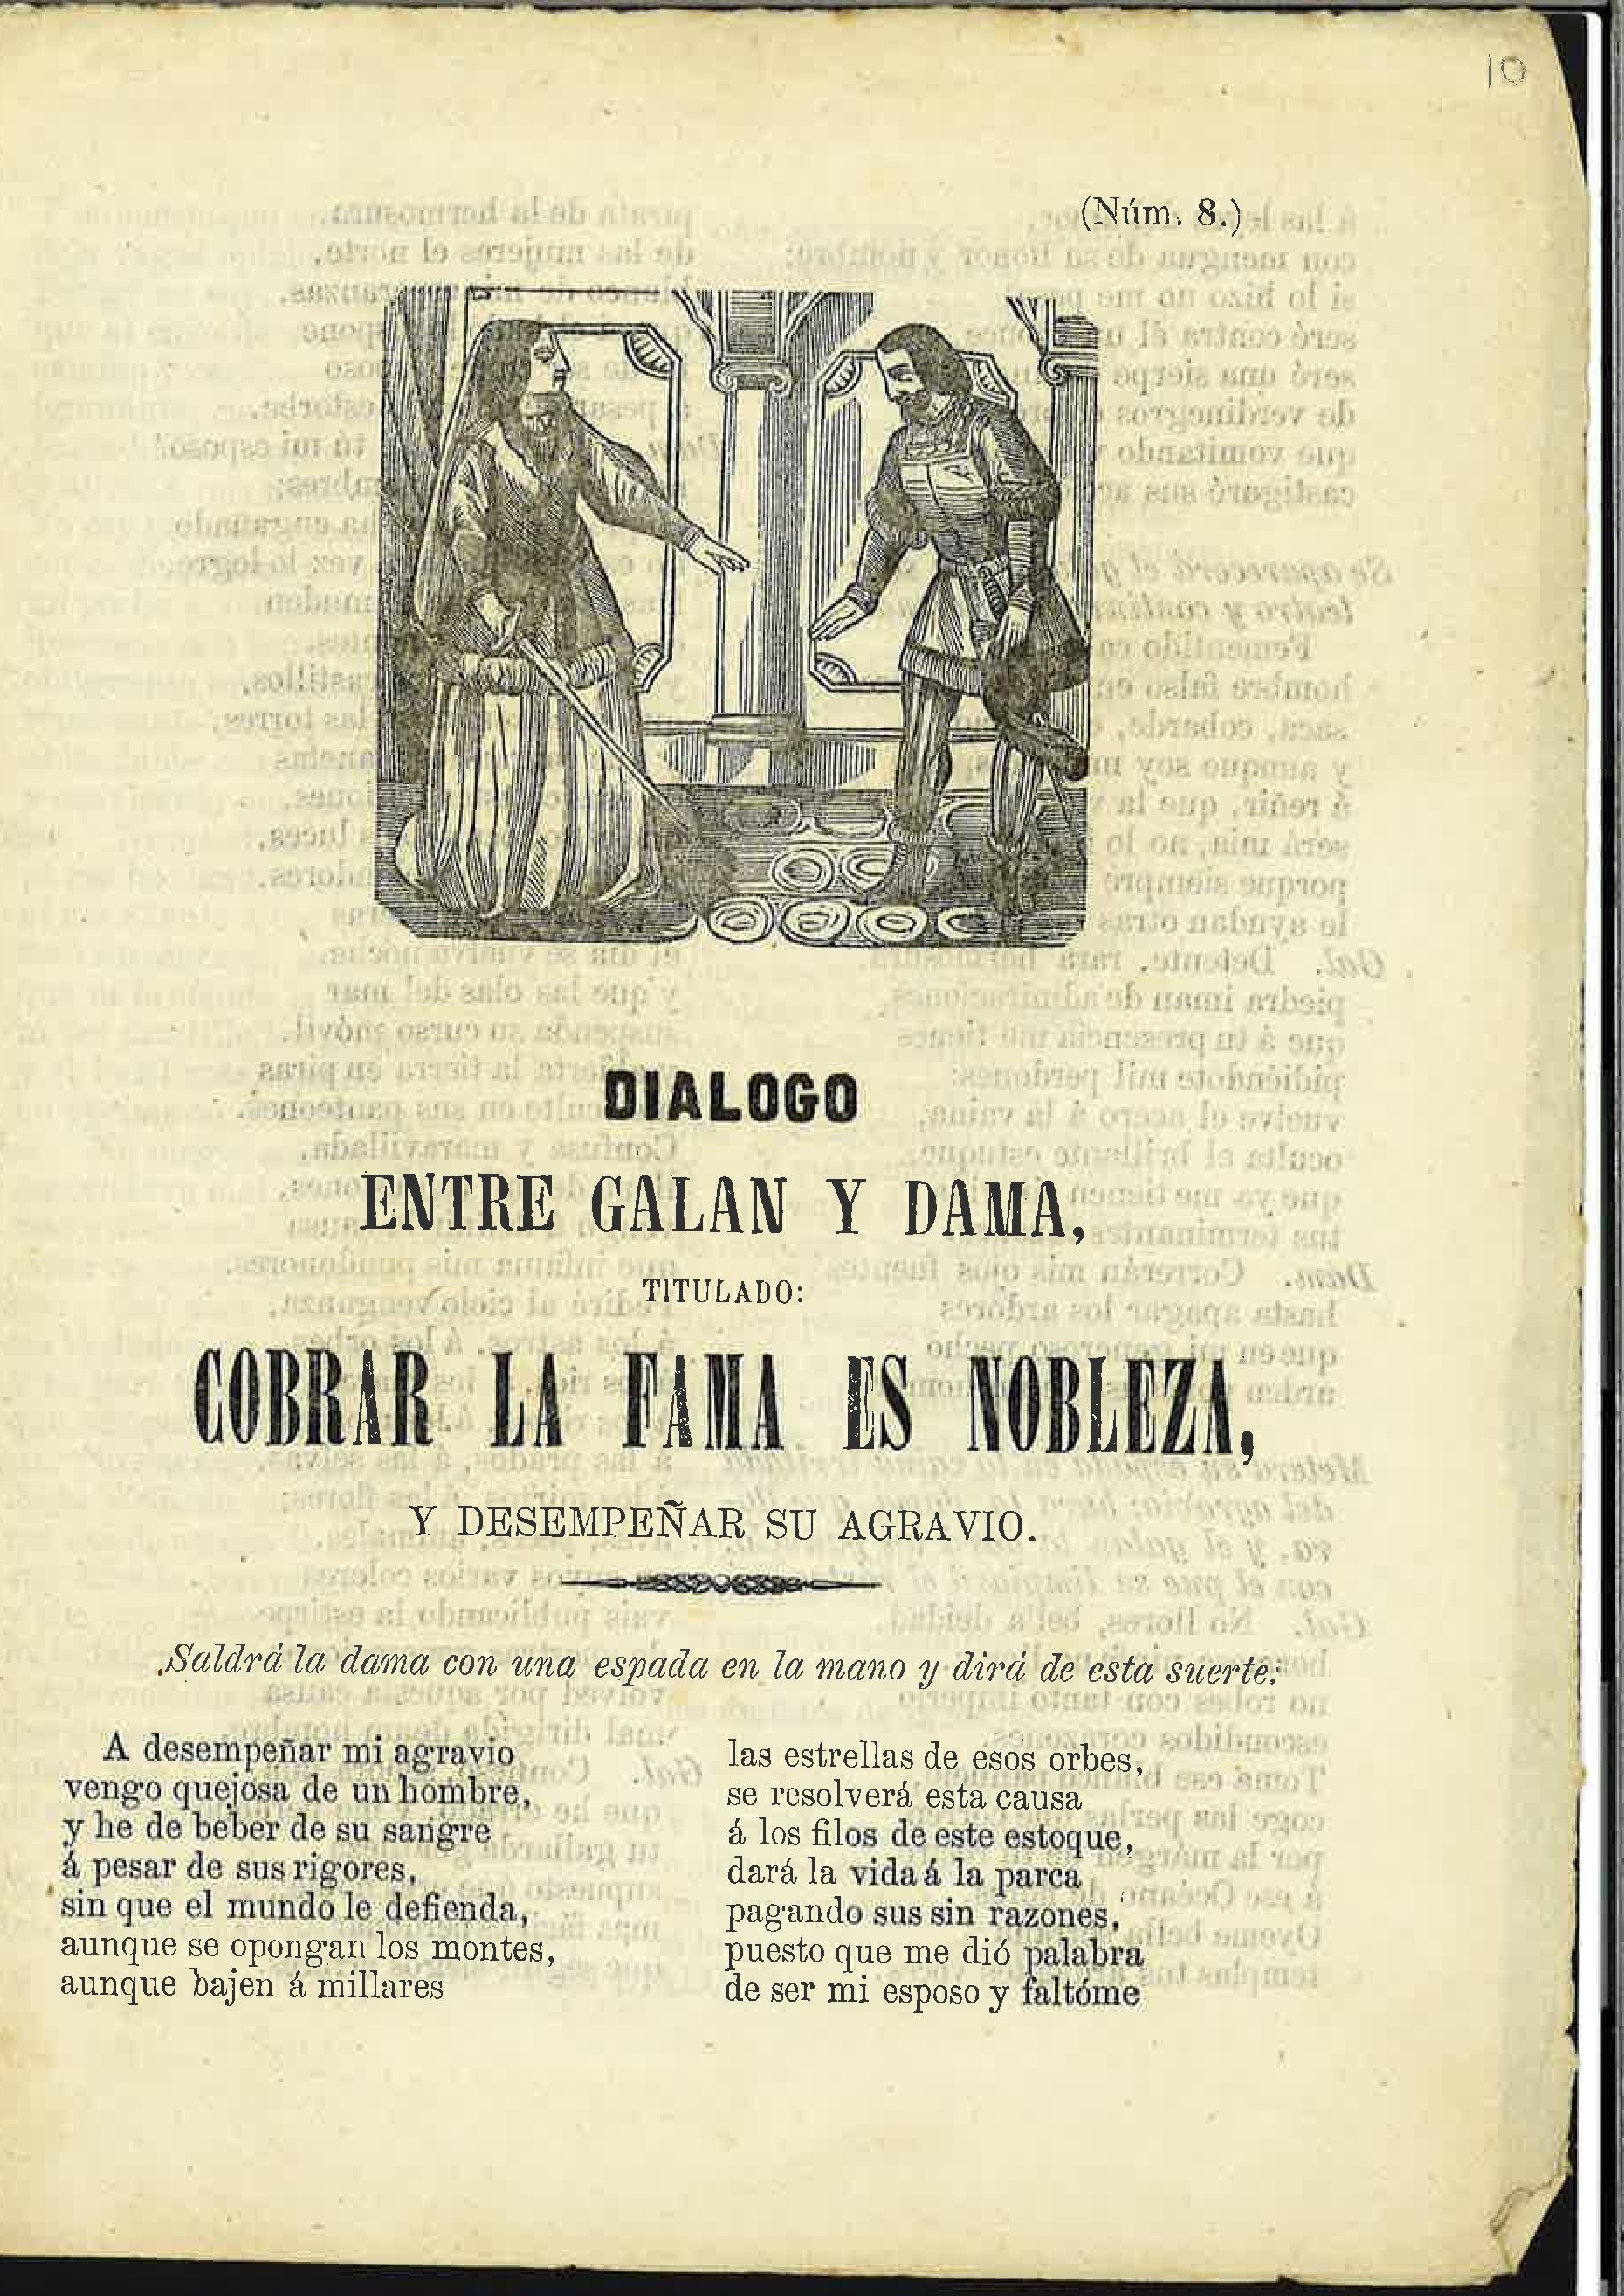 10
(Núm. 8.)
DIALOGO
ENTRE GALAN Y DAMA,
TITULADO:
COBRAR LA FAMA ES NOBLEZA,
Y DESEMPEÑAR SU AGRAVIO.
Saldrá la dama con una espada en la mano y dirá de esta suerte:
A desempeñar mi agravio
vengo quejosa de un hombre,
y he de beber de su sangre
á pesar de sus rigores,
sin que el mundo le defienda,
aunque se opongan los montes,
aunque bajen á millares
las estrellas de esos orbes,
se resolverá esta causa
á los filos de este estoque,
dará la vida á la parca
pagando sus sin razones,
puesto que me dió palabra
de ser mi esposo y faltóme